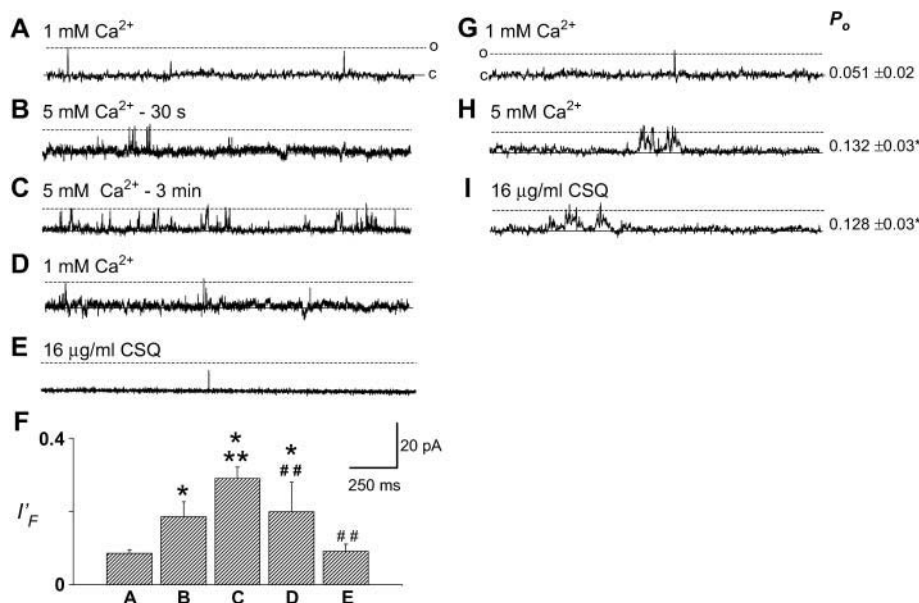 A 1 mM Ca2+
o
c
B 5 mM Ca2+ - 30 s
C 5 mM Ca2+ - 3 min
D 1 mM Ca2+
E 16 μg/ml CSQ
F
0.4
I'F
0
* ** * ** * ## ##
A B C D E
20 pA
250 ms
Po
G 1 mM Ca2+
o
c
0.051 ±0.02
H 5 mM Ca2+
0.132 ±0.03*
I 16 μg/ml CSQ
0.128 ±0.03*